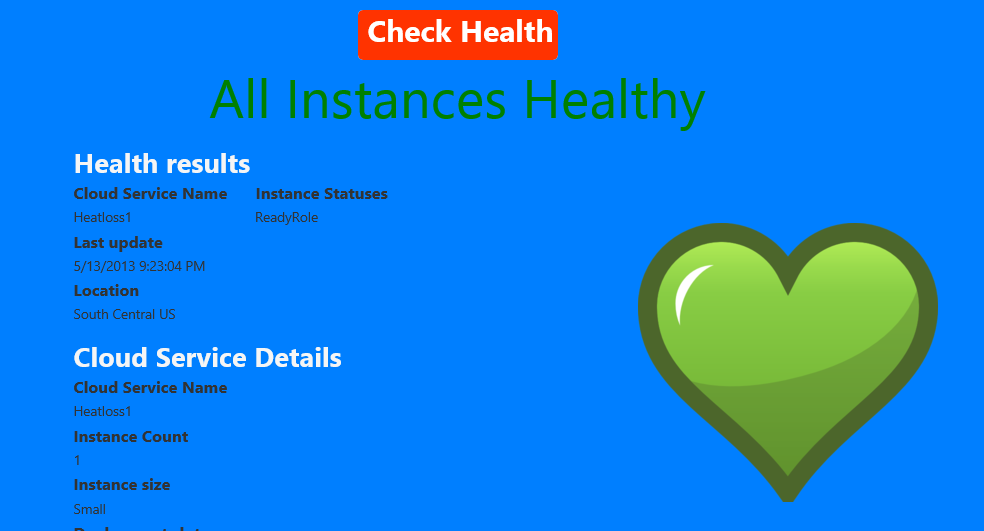 Check Health
All Instances Healthy
Health results
Cloud Service Name Instance Statuses
Heatloss1 ReadyRole
Last update
5/13/2013 9:23:04 PM
Location
South Central US
Cloud Service Details
Cloud Service Name
Heatloss1
Instance Count
1
Instance size
Small